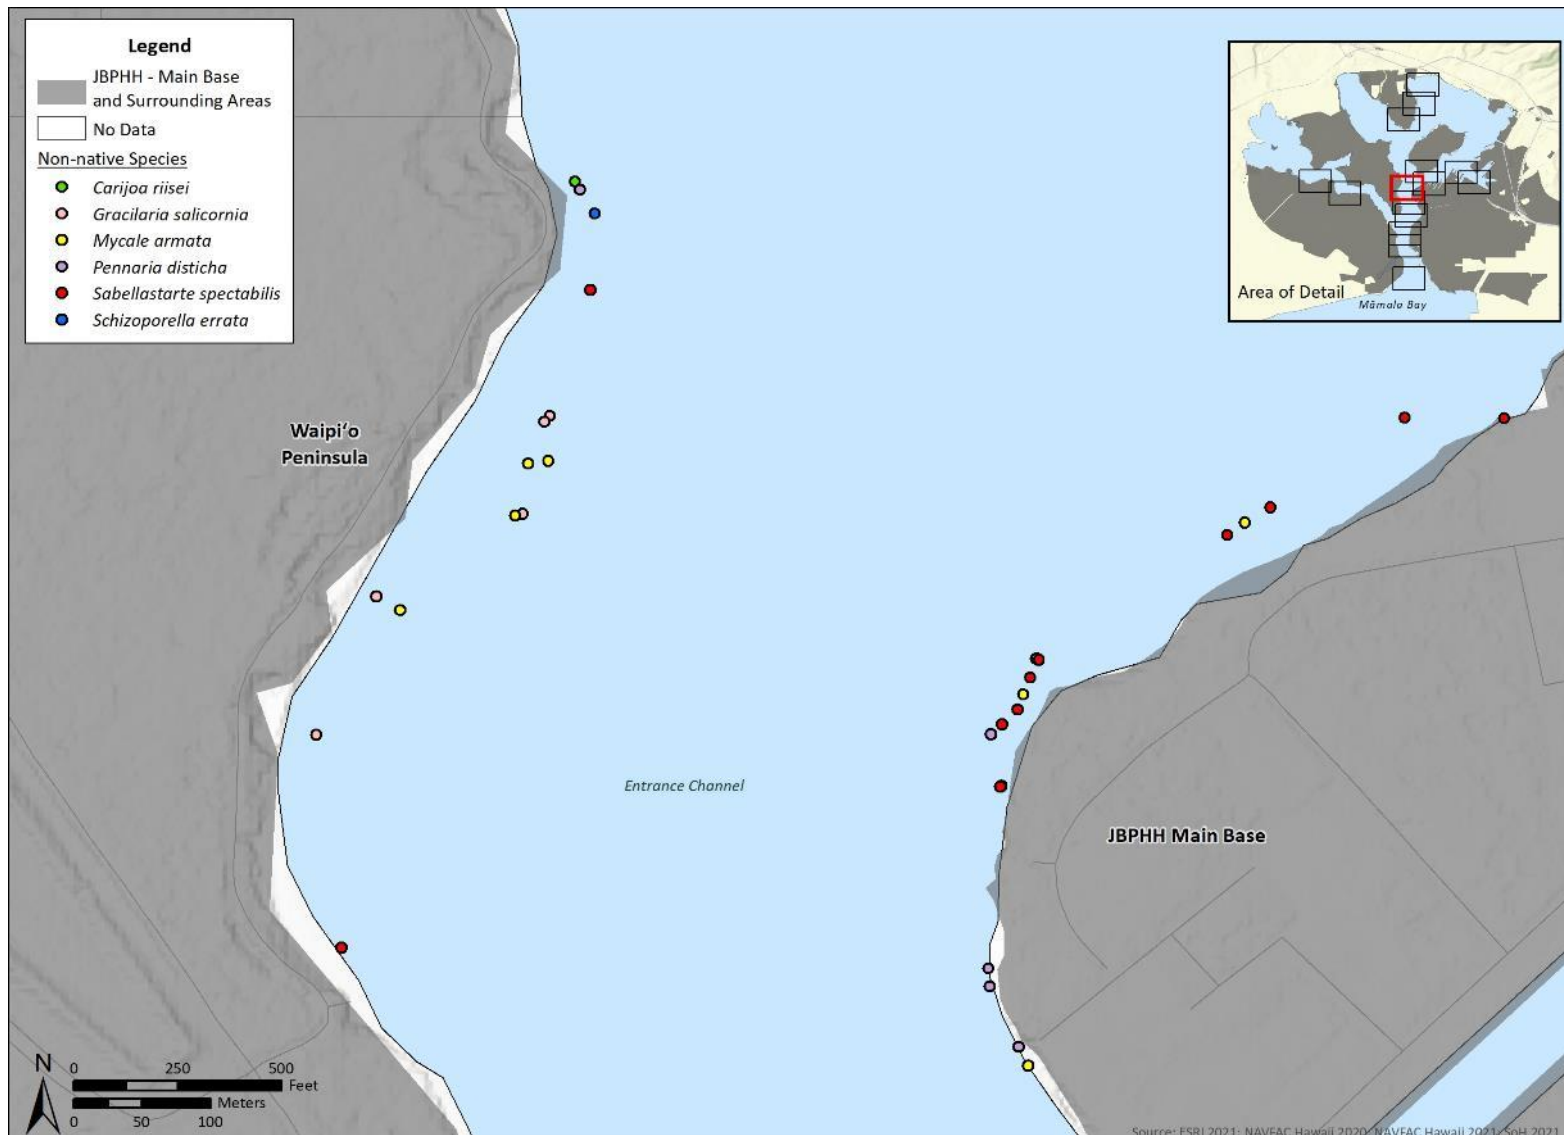 Legend
JBPHH - Main Base
and Surrounding Areas
No Data
Non-native Species
Carijoa riisei
Gracilaria salicornia
Mycale armata
Pennaria disticha
Sabellastarte spectabilis
Schizoporella errata
Area of Detail
Māmala Bay
Waipi‘o
Peninsula
Entrance Channel
JBPHH Main Base
N
0 250 500
Feet
Meters
0 50 100
Source: ESRI 2021; NAVFAC Hawaii 2020; NAVFAC Hawaii 2021; SoH 2021